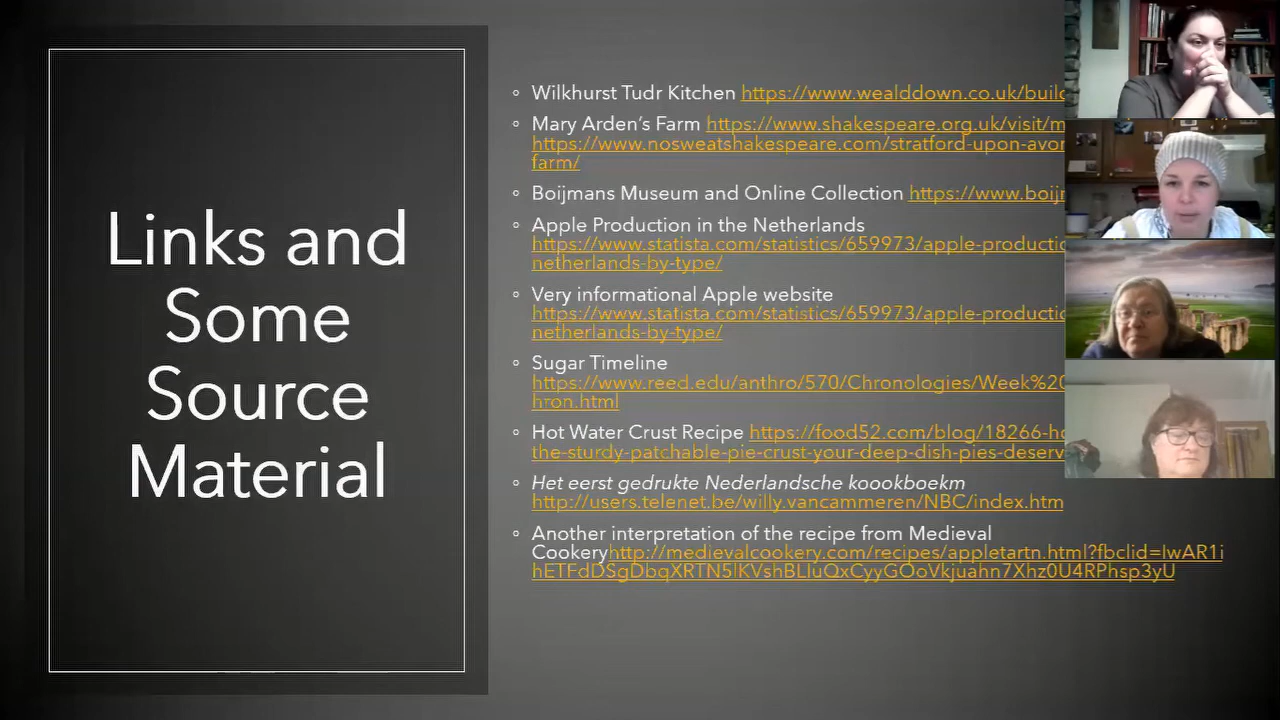 Links and
Some
Source
Material
Wilkhurst Tudr Kitchen https://www.wealddown.co.uk/build
Mary Arden's Farm https://www.shakespeare.org.uk/visit/m
https://www.nosweatshakespeare.com/stratford-upon-avon
farm/
Boijmans Museum and Online Collection https://www.boijm
Apple Production in the Netherlands
https://www.statista.com/statistics/659973/apple-productio
netherlands-by-type/
Very informational Apple website
https://www.statista.com/statistics/659973/apple-productio
netherlands-by-type/
Sugar Timeline
https://www.reed.edu/anthro/570/Chronologies/Week%20
hron.html
Hot Water Crust Recipe https://food52.com/blog/18266-ho
the-sturdy-patchable-pie-crust-your-deep-dish-pies-deserv
Het eerst gedrukte Nederlandsche koookboekm
http://users.telenet.be/willy.vancammeren/NBC/index.htm
Another interpretation of the recipe from Medieval
Cookeryhttp://medievalcookery.com/recipes/appletartn.html?fbclid=IwAR1i
hETFdDSgDbqXRTN5lKVshBLIuQxCyyGOoVkjuahn7Xhz0U4RPhsp3yU